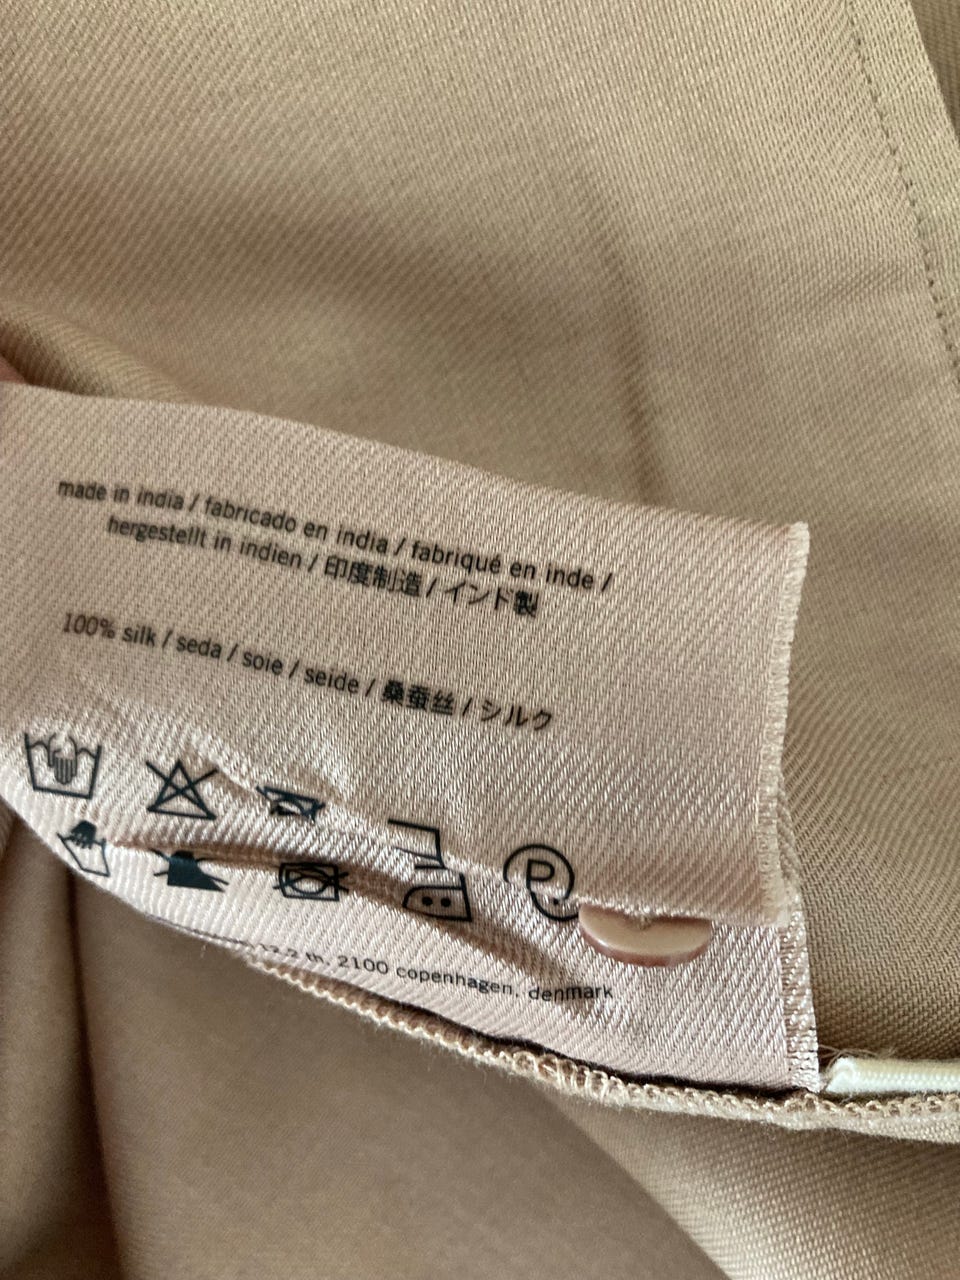 made in india / fabricado en india / fabriqué en inde /
hergestellt in indien / 印度制造 / インド製
100% silk / seda / soie / seide / 桑蚕丝 / シルク
P
2100 copenhagen. denmark